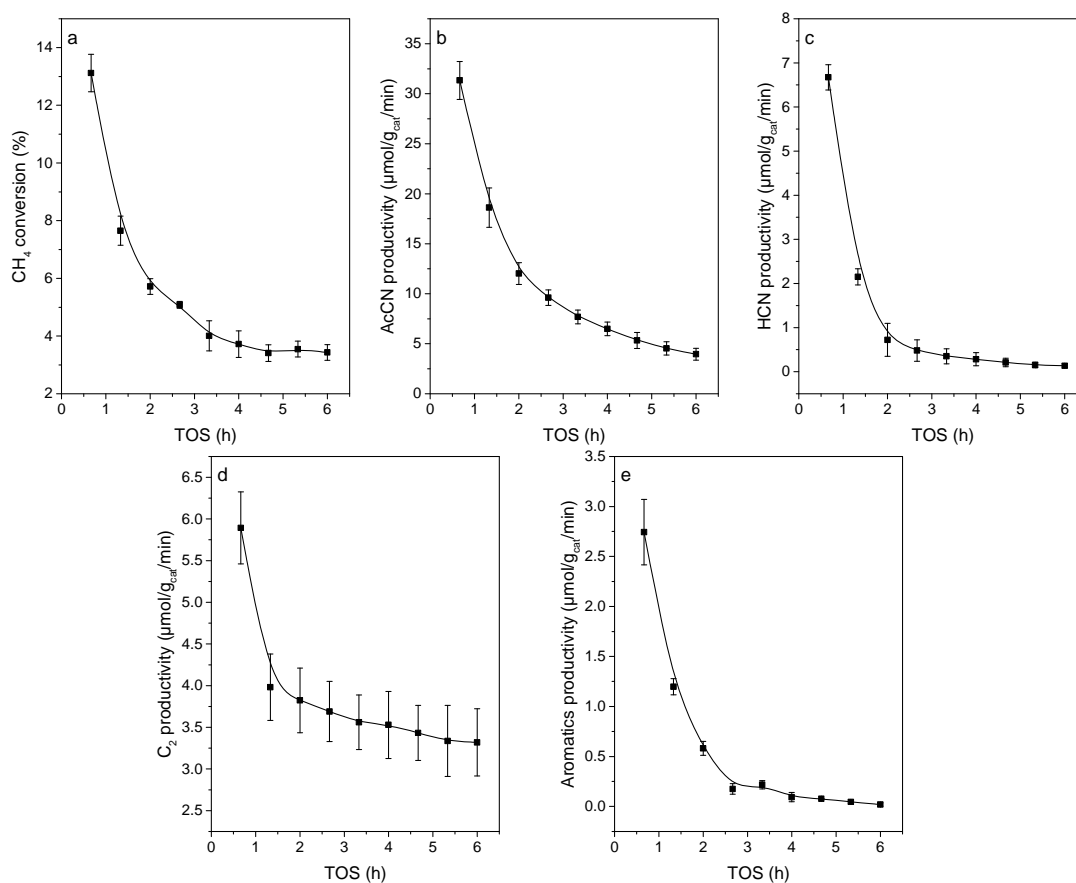 a
CH₄ conversion (%)
14
12
10
8
6
4
2
0 1 2 3 4 5 6
TOS (h)
b
AcCN productivity (μmol/g_cat/min)
35
30
25
20
15
10
5
0
0 1 2 3 4 5 6
TOS (h)
c
HCN productivity (μmol/g_cat/min)
8
7
6
5
4
3
2
1
0
0 1 2 3 4 5 6
TOS (h)
d
C₂ productivity (μmol/g_cat/min)
6.5
6.0
5.5
5.0
4.5
4.0
3.5
3.0
2.5
0 1 2 3 4 5 6
TOS (h)
e
Aromatics productivity (μmol/g_cat/min)
3.5
3.0
2.5
2.0
1.5
1.0
0.5
0.0
0 1 2 3 4 5 6
TOS (h)